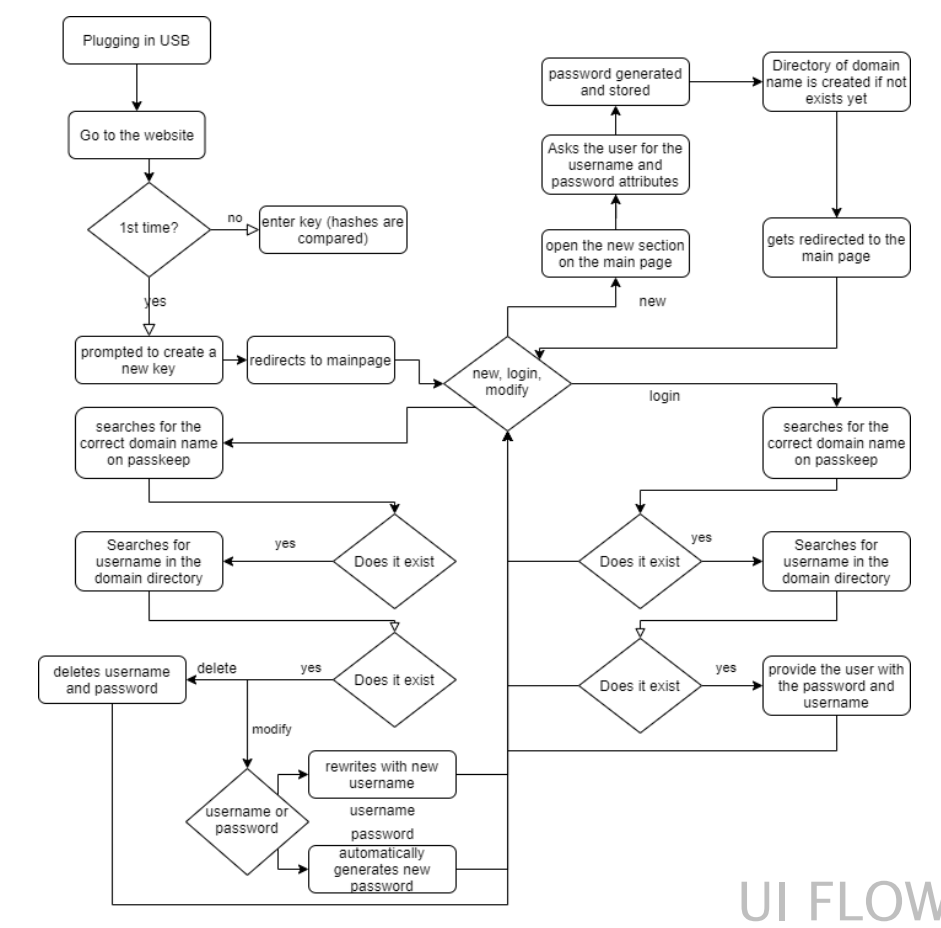 Plugging in USB
Go to the website
1st time?
no
enter key (hashes are
compared)
yes
prompted to create a
new key
redirects to mainpage
new, login,
modify
new
open the new section
on the main page
Asks the user for the
username and
password attributes
password generated
and stored
Directory of domain
name is created if not
exists yet
gets redirected to the
main page
login
searches for the
correct domain name
on passkeep
Does it exist
yes
Searches for
username in the
domain directory
Does it exist
yes
provide the user with
the password and
username
searches for the
correct domain name
on passkeep
Does it exist
yes
Searches for
username in the
domain directory
Does it exist
yes
delete
deletes username
and password
modify
username or
password
rewrites with new
username
username
password
automatically
generates new
password
UI FLOW